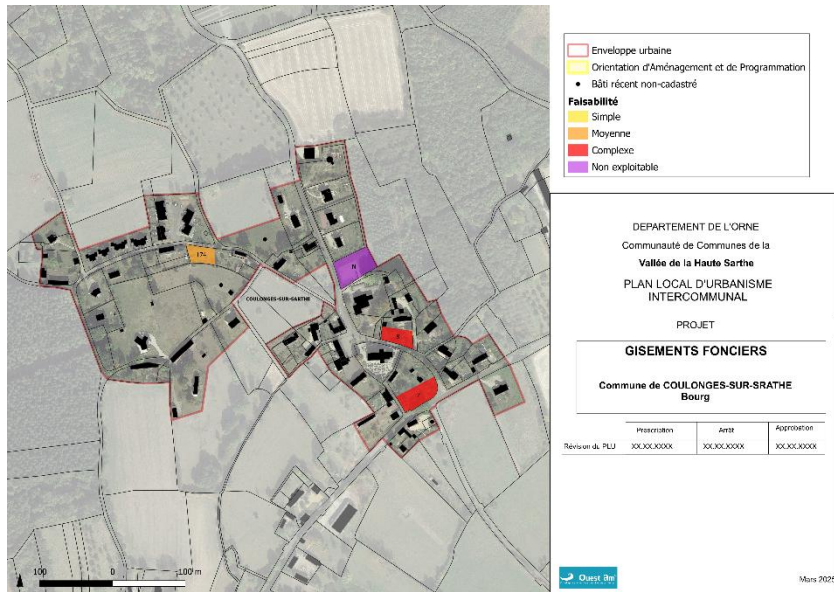 Enveloppe urbaine
Orientation d'Aménagement et de Programmation
Bâti récent non-cadastré
Faisabilité
Simple
Moyenne
Complexe
Non exploitable
174
N
COULONGES-SUR-SARTHE
100 0 100 m
DEPARTEMENT DE L'ORNE
Communauté de Communes de la
Vallée de la Haute Sarthe
PLAN LOCAL D'URBANISME
INTERCOMMUNAL
PROJET
GISEMENTS FONCIERS
Commune de COULONGES-SUR-SRATHE
Bourg
Prescription Arrêt Approbation
Révision du PLU XX.XX.XXXX XX.XX.XXXX XX.XX.XXXX
Ouest am'
Mars 2025